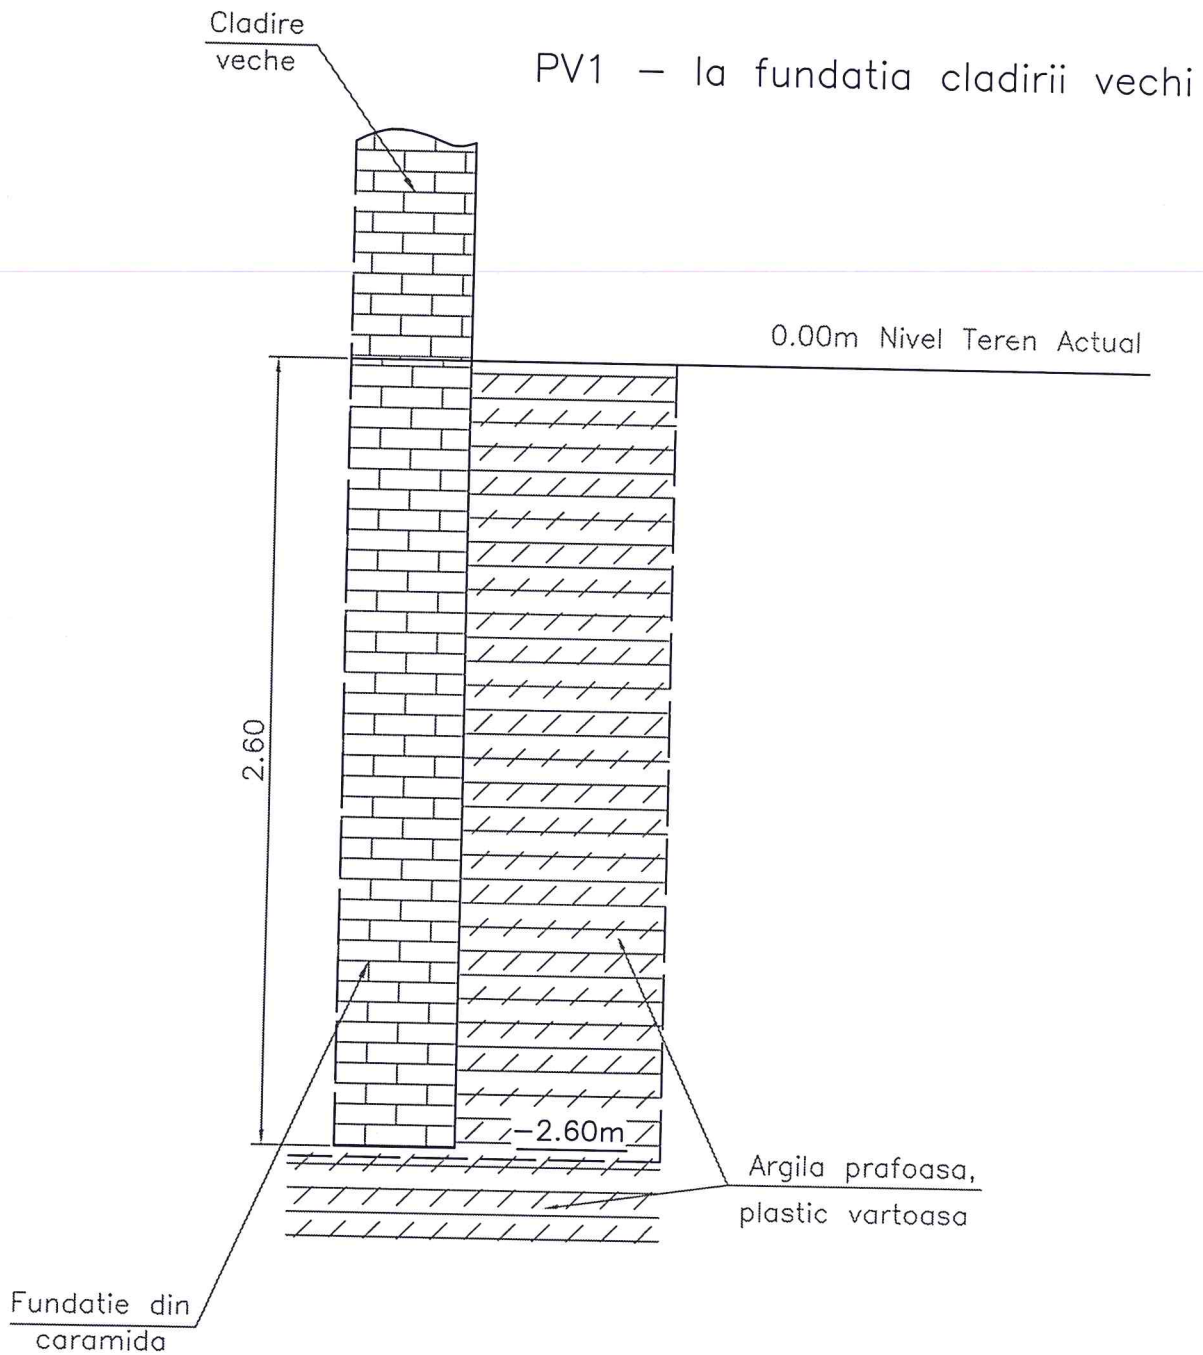 Cladire
veche
PV1 – la fundatia cladirii vechi
0.00m Nivel Teren Actual
2.60
−2.60m
Argila prafoasa,
plastic vartoasa
Fundatie din
caramida